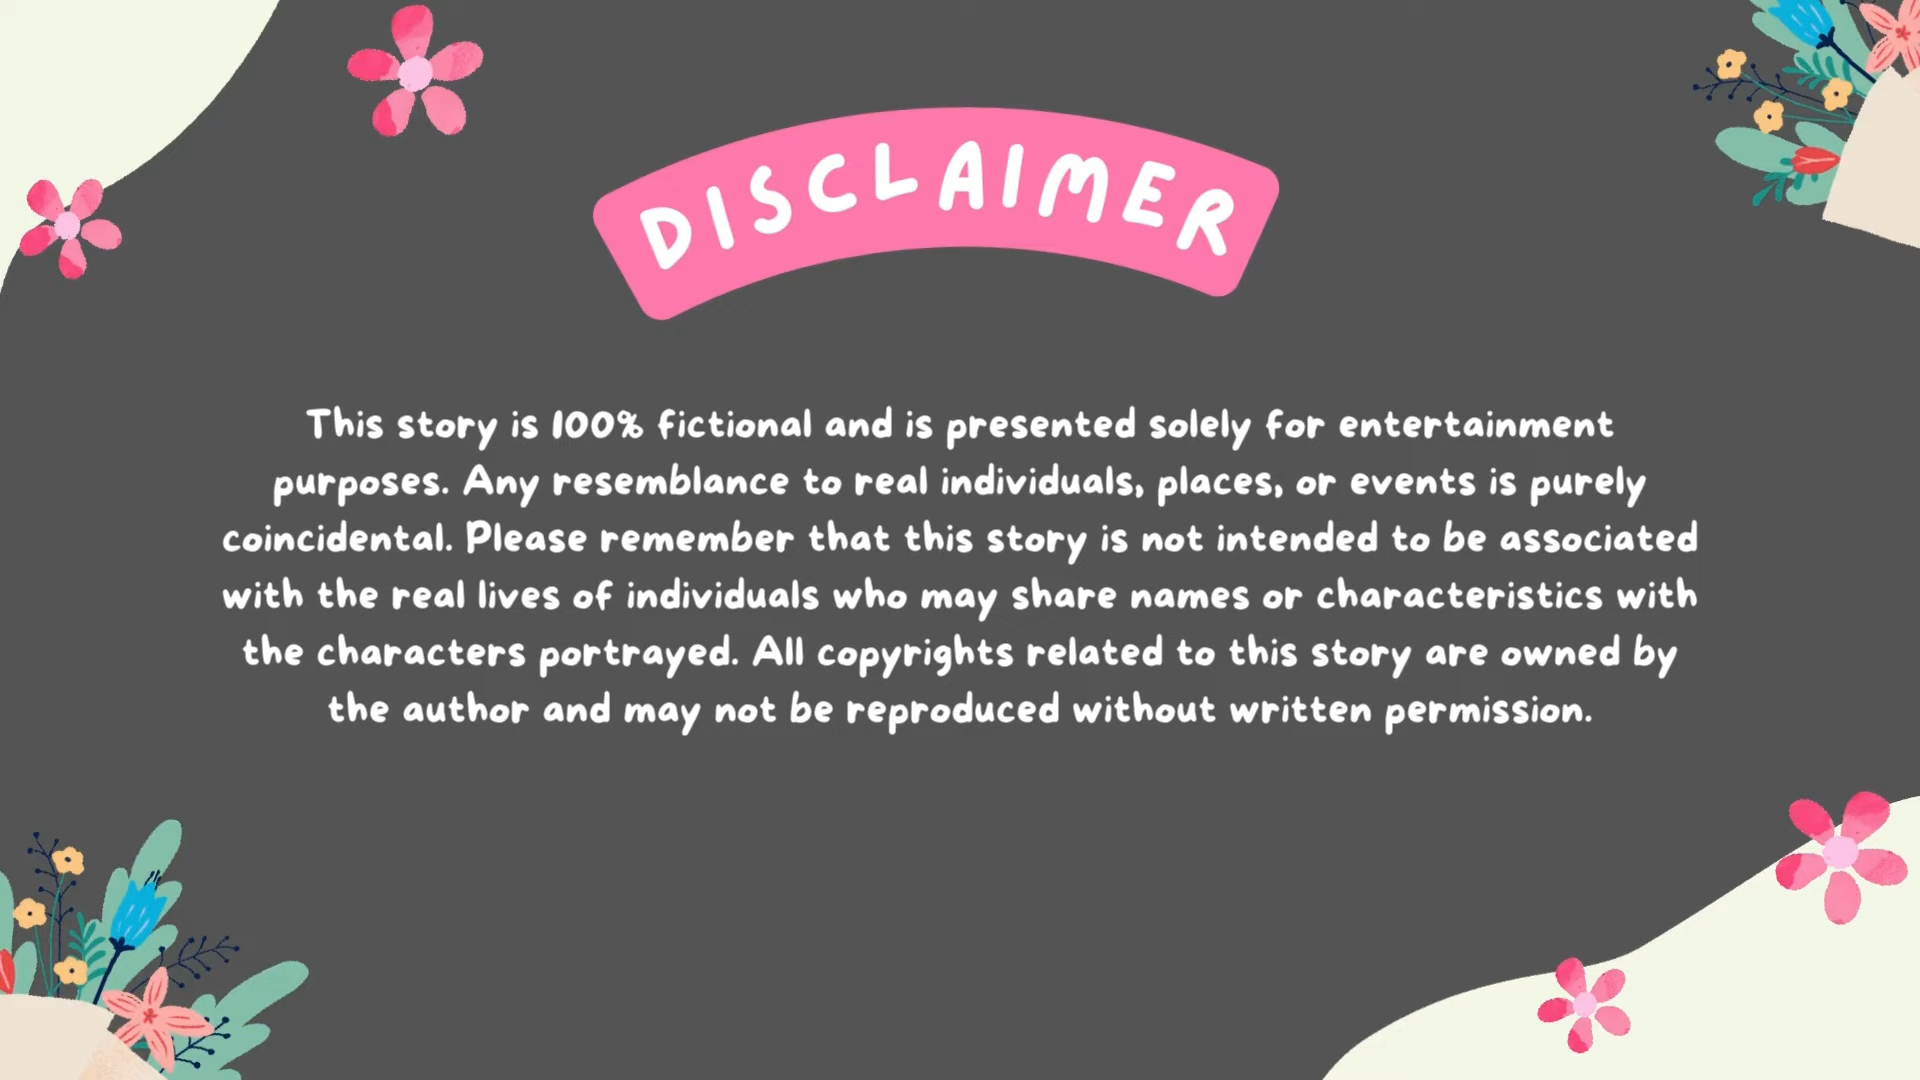 DISCLAIMER
This story is 100% fictional and is presented solely for entertainment
purposes. Any resemblance to real individuals, places, or events is purely
coincidental. Please remember that this story is not intended to be associated
with the real lives of individuals who may share names or characteristics with
the characters portrayed. All copyrights related to this story are owned by
the author and may not be reproduced without written permission.